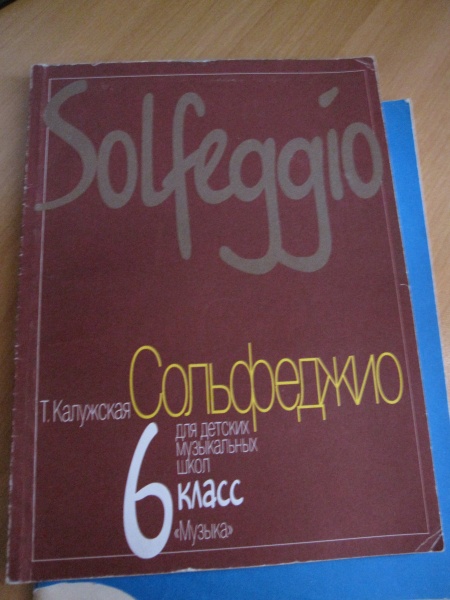 Solfeggio
Т. Калужская Сольфеджио
для детских
музыкальных
школ
6 класс
«Музыка»